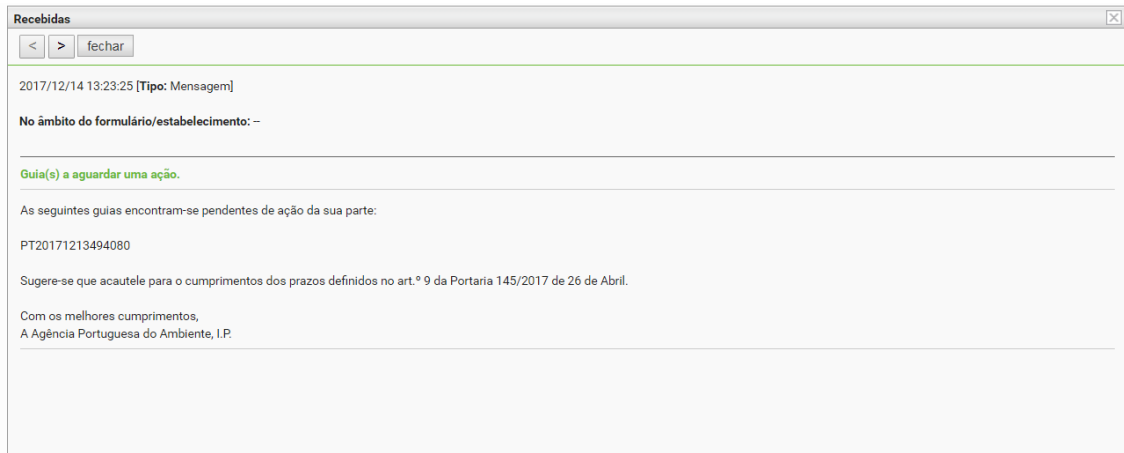 Recebidas
< > fechar
2017/12/14 13:23:25 [Tipo: Mensagem]
No âmbito do formulário/estabelecimento: --
Guia(s) a aguardar uma ação.
As seguintes guias encontram-se pendentes de ação da sua parte:
PT20171213494080
Sugere-se que acautele para o cumprimentos dos prazos definidos no art.º 9 da Portaria 145/2017 de 26 de Abril.
Com os melhores cumprimentos,
A Agência Portuguesa do Ambiente, I.P.